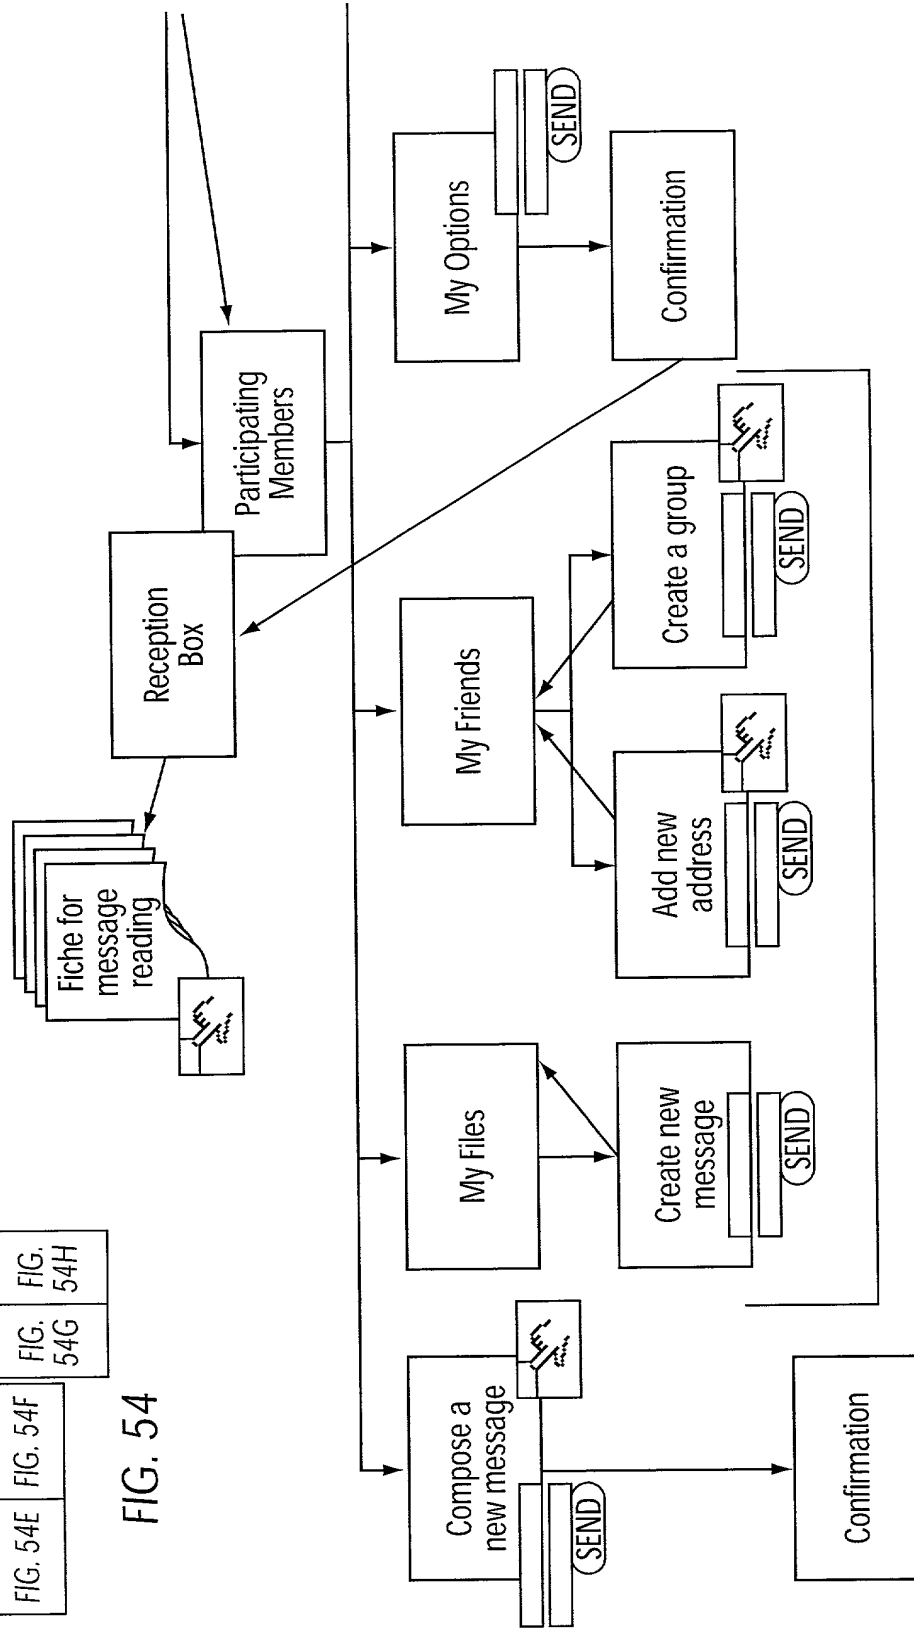 FIG. 54E
FIG. 54F
FIG.
54G
FIG.
54H
FIG. 54
Fiche for
message
reading
Reception
Box
Participating
Members
Compose a
new message
SEND
My Files
My Friends
My Options
SEND
Create new
message
SEND
Add new
address
SEND
Create a group
SEND
Confirmation
Confirmation